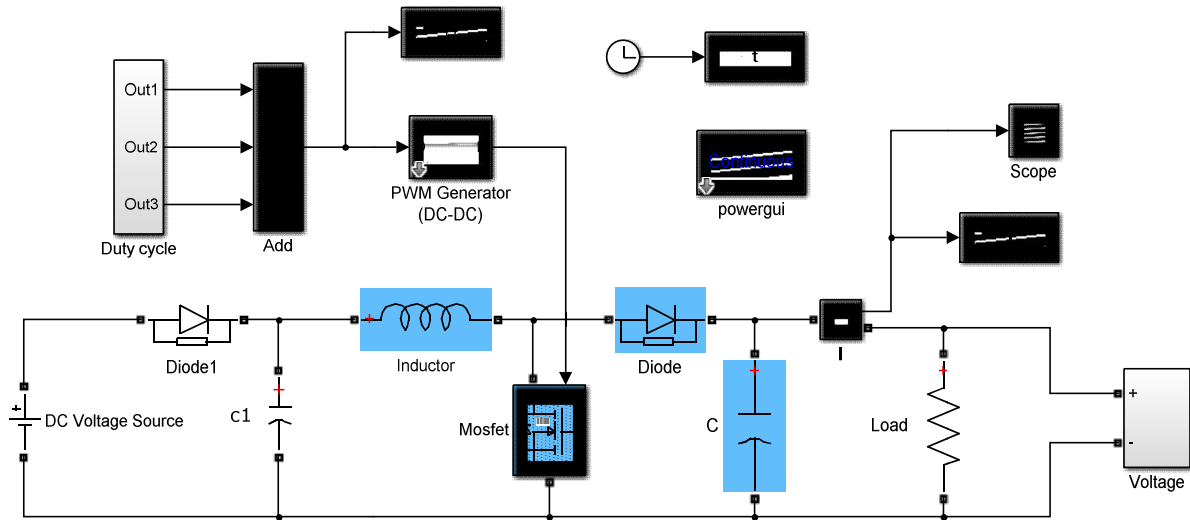 t
Out1
Out2
Out3
Duty cycle
Add
PWM Generator
(DC-DC)
Continuous
powergui
Scope
Diode1
Inductor
Diode
I
+
DC Voltage Source
+
c1
+
+
Mosfet
+
C
+
Load
+
-
Voltage